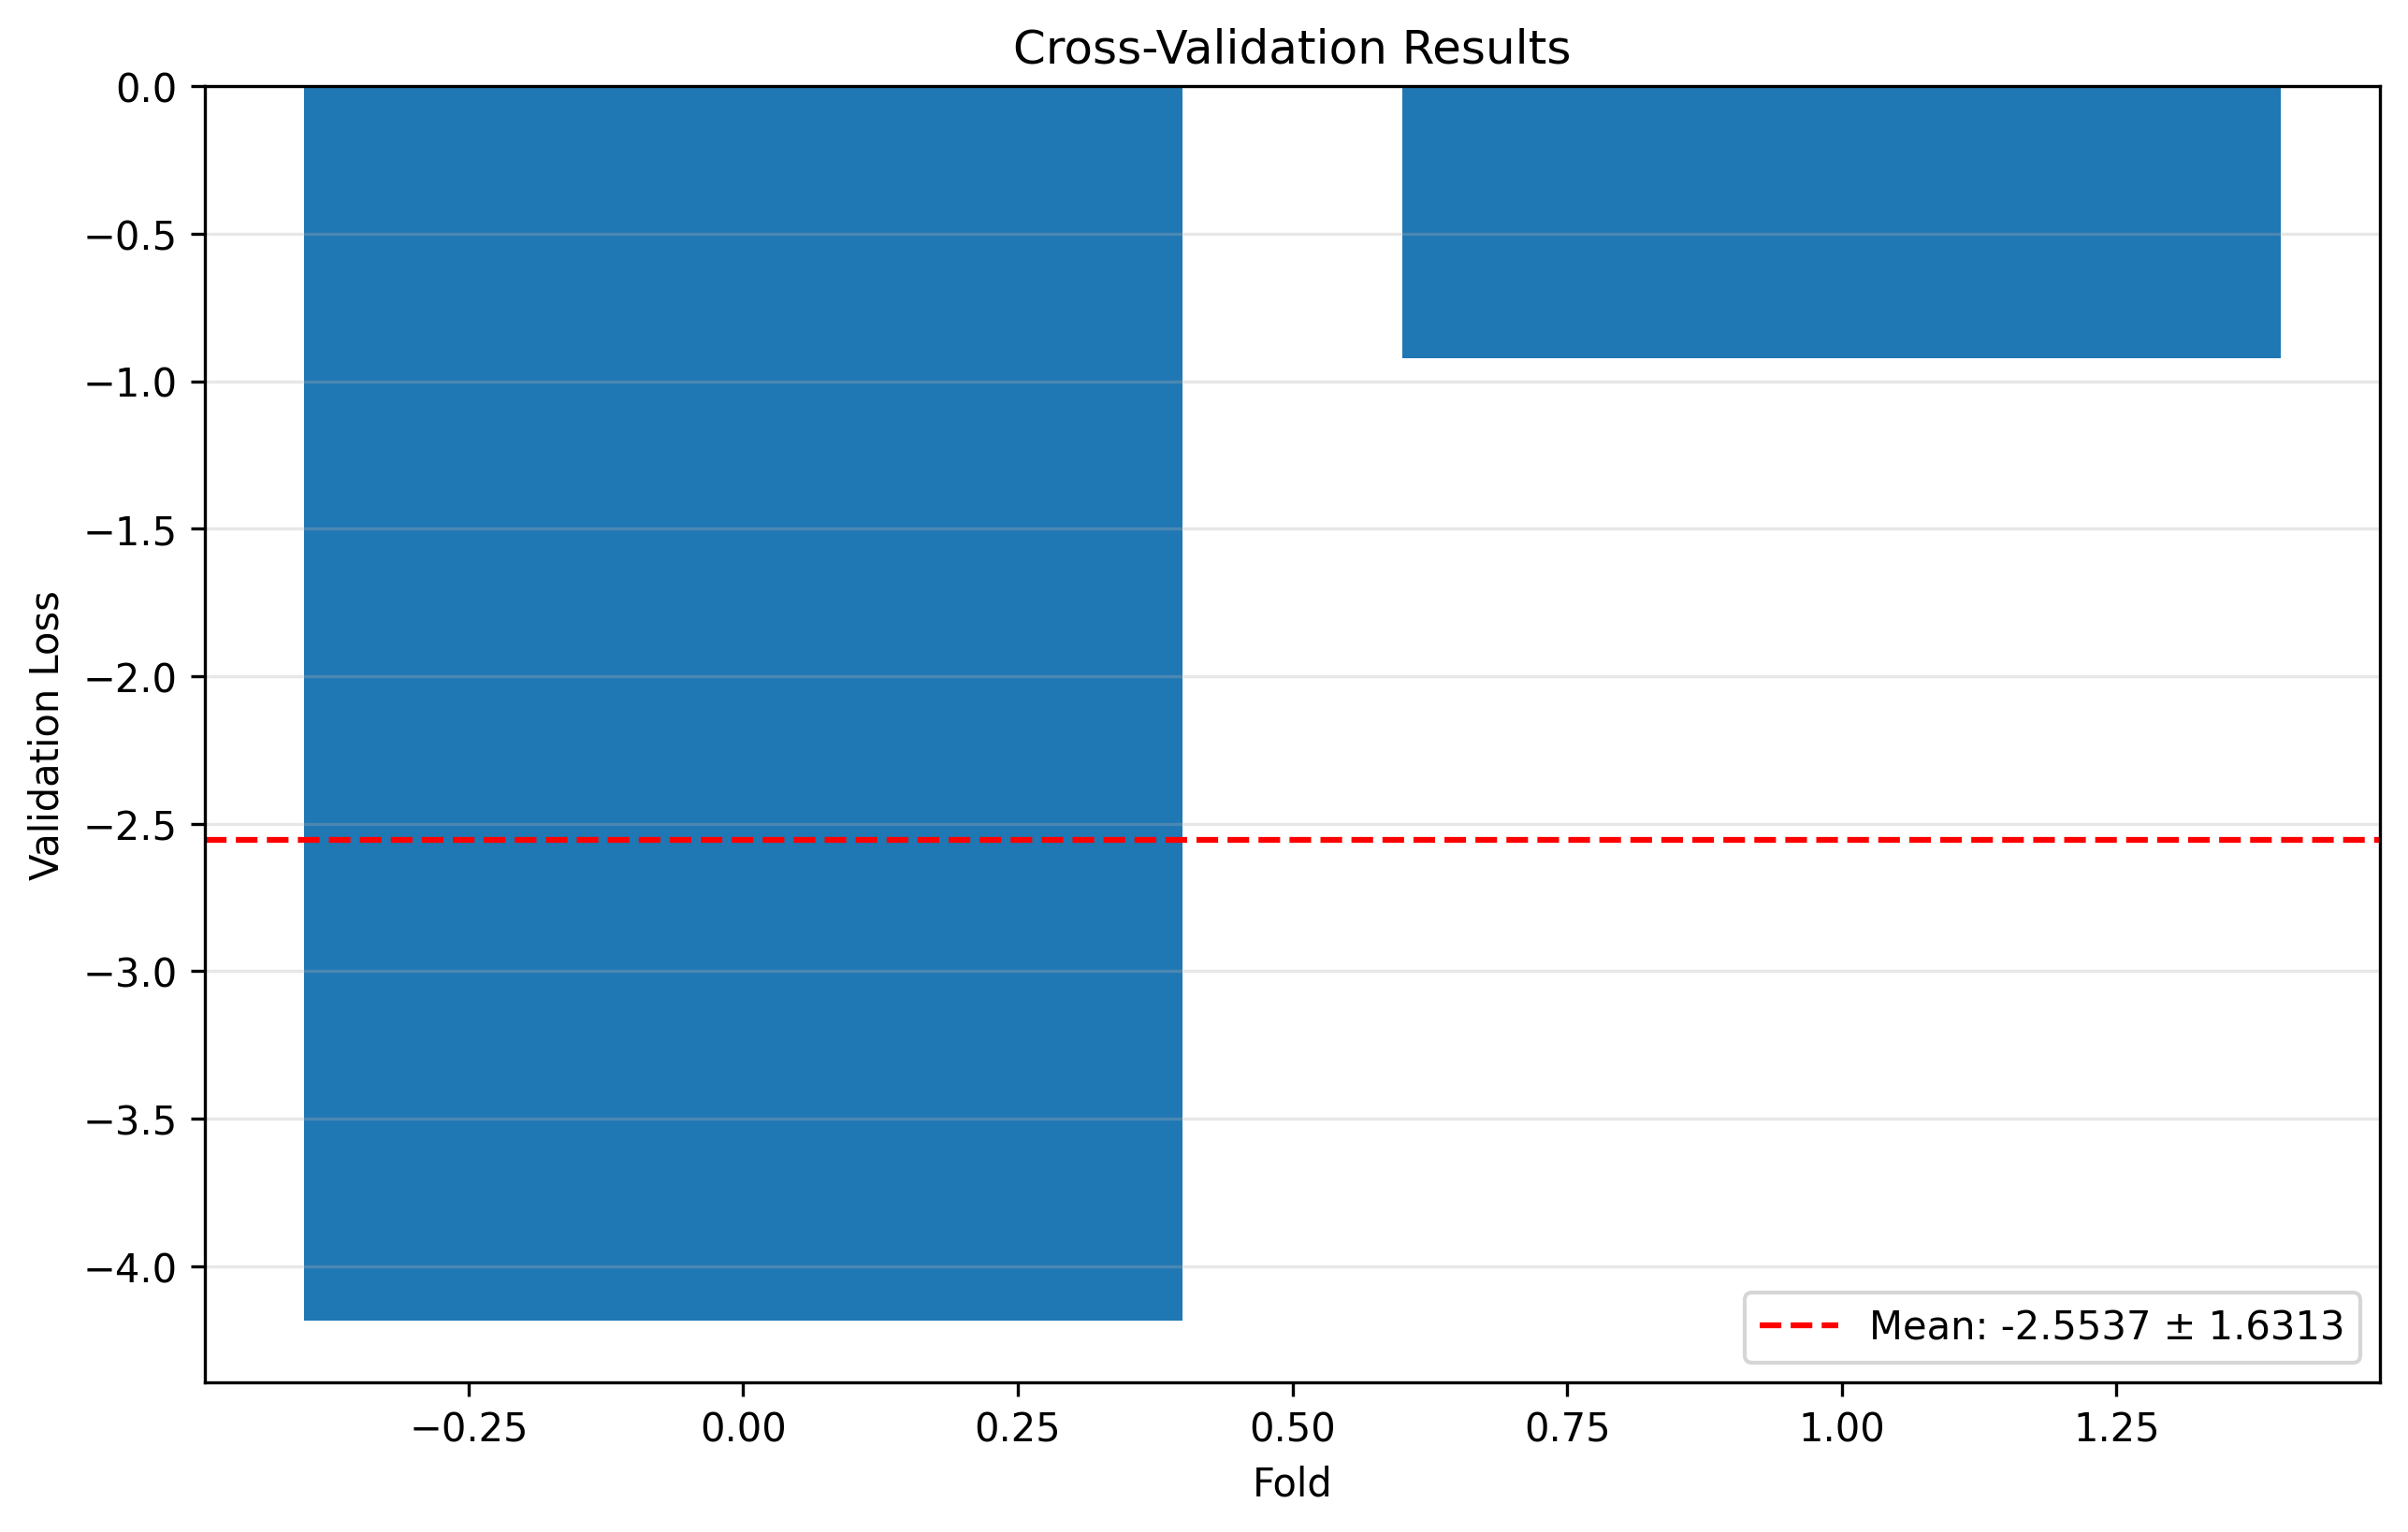 Cross-Validation Results
0.0
−0.5
−1.0
−1.5
−2.0
−2.5
−3.0
−3.5
−4.0
Validation Loss
Mean: -2.5537 ± 1.6313
−0.25 0.00 0.25 0.50 0.75 1.00 1.25
Fold